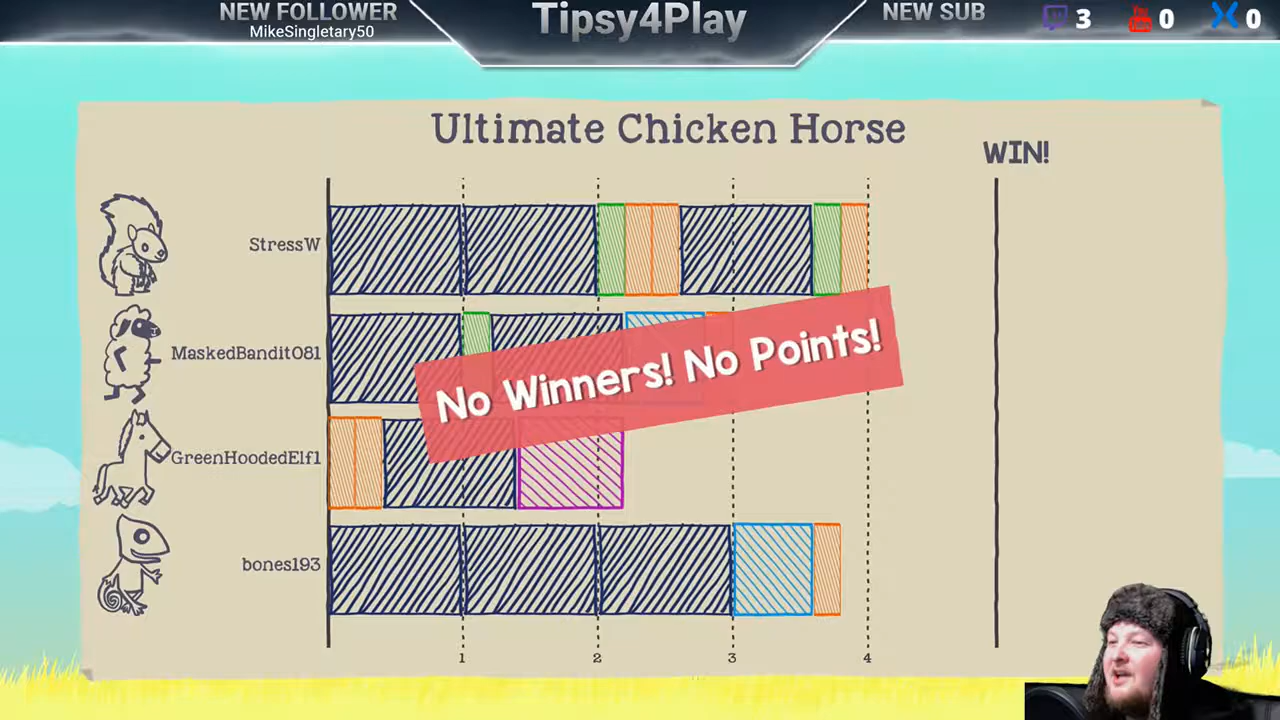 NEW FOLLOWER
MikeSingletary50
Tipsy4Play
NEW SUB
3
0
0
Ultimate Chicken Horse
WIN!
StressW
MaskedBandit081
No Winners! No Points!
GreenHoodedElf1
bones193
1
2
3
4